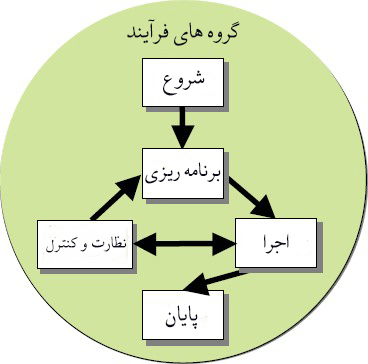 گروه های فرآیند
شروع
برنامه ریزی
اجرا
نظارت و کنترل
پایان